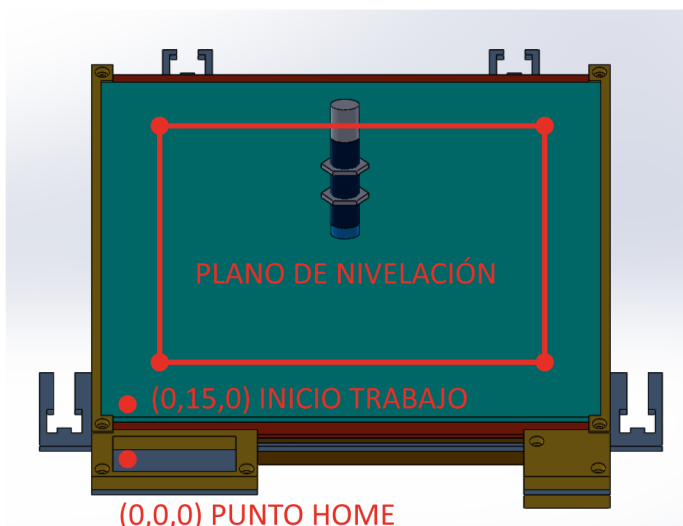 PLANO DE NIVELACIÓN
(0,15,0) INICIO TRABAJO
(0,0,0) PUNTO HOME